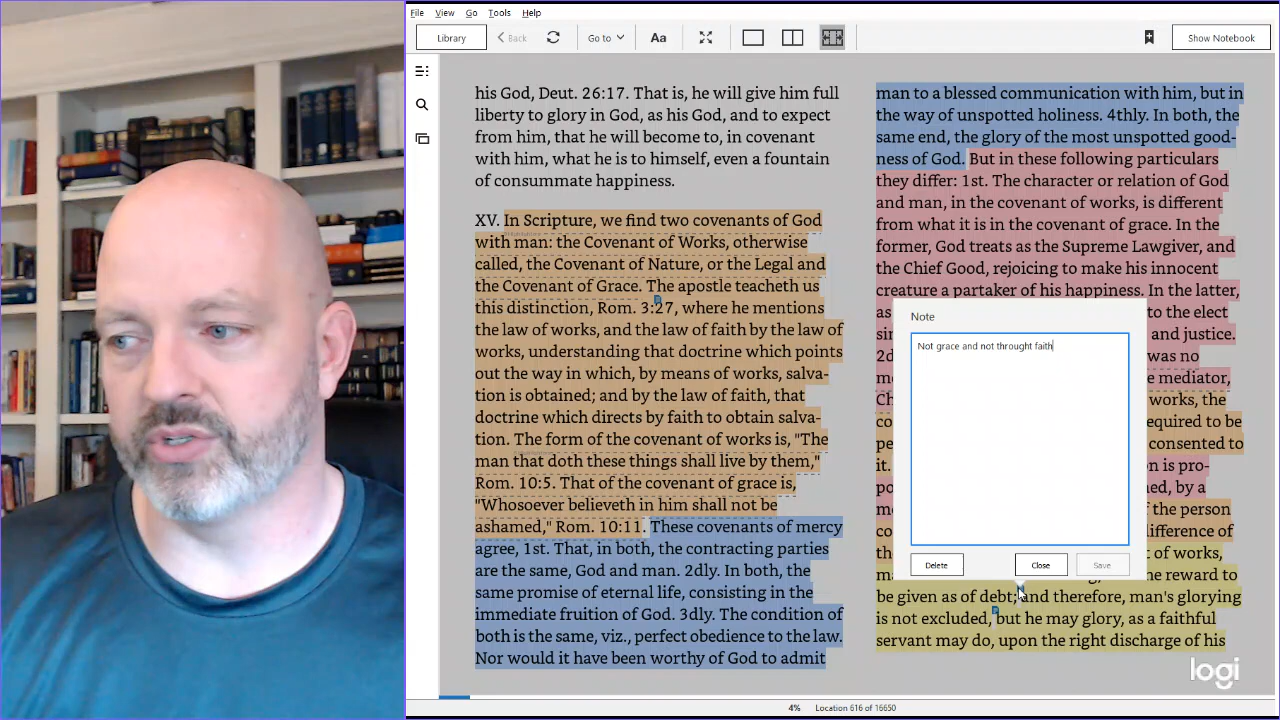 File View Go Tools Help
Library Back Go to Aa Show Notebook
his God, Deut. 26:17. That is, he will give him full
liberty to glory in God, as his God, and to expect
from him, that he will become to, in covenant
with him, what he is to himself, even a fountain
of consummate happiness.
XV. In Scripture, we find two covenants of God
with man: the Covenant of Works, otherwise
called, the Covenant of Nature, or the Legal and
the Covenant of Grace. The apostle teacheth us
this distinction, Rom. 3:27, where he mentions
the law of works, and the law of faith by the law of
works, understanding that doctrine which points
out the way in which, by means of works, salva-
tion is obtained; and by the law of faith, that
doctrine which directs by faith to obtain salva-
tion. The form of the covenant of works is, "The
man that doth these things shall live by them,"
Rom. 10:5. That of the covenant of grace is,
"Whosoever believeth in him shall not be
ashamed," Rom. 10:11. These covenants of mercy
agree, 1st. That, in both, the contracting parties
are the same, God and man. 2dly. In both, the
same promise of eternal life, consisting in the
immediate fruition of God. 3dly. The condition of
both is the same, viz., perfect obedience to the law.
Nor would it have been worthy of God to admit
man to a blessed communication with him, but in
the way of unspotted holiness. 4thly. In both, the
same end, the glory of the most unspotted good-
ness of God. But in these following particulars
they differ: 1st. The character or relation of God
and man, in the covenant of works, is different
from what it is in the covenant of grace. In the
former, God treats as the Supreme Lawgiver, and
the Chief Good, rejoicing to make his innocent
creature a partaker of his happiness. In the latter,
as to the elect
and justice.
was no
mediator,
works, the
required to be
consented to
it. is pro-
by a
of the person
difference of
of works,
the reward to
be given as of debt; and therefore, man's glorying
is not excluded, but he may glory, as a faithful
servant may do, upon the right discharge of his
Note
Not grace and not throught faith
Delete Close Save
logi
4% Location 616 of 16650